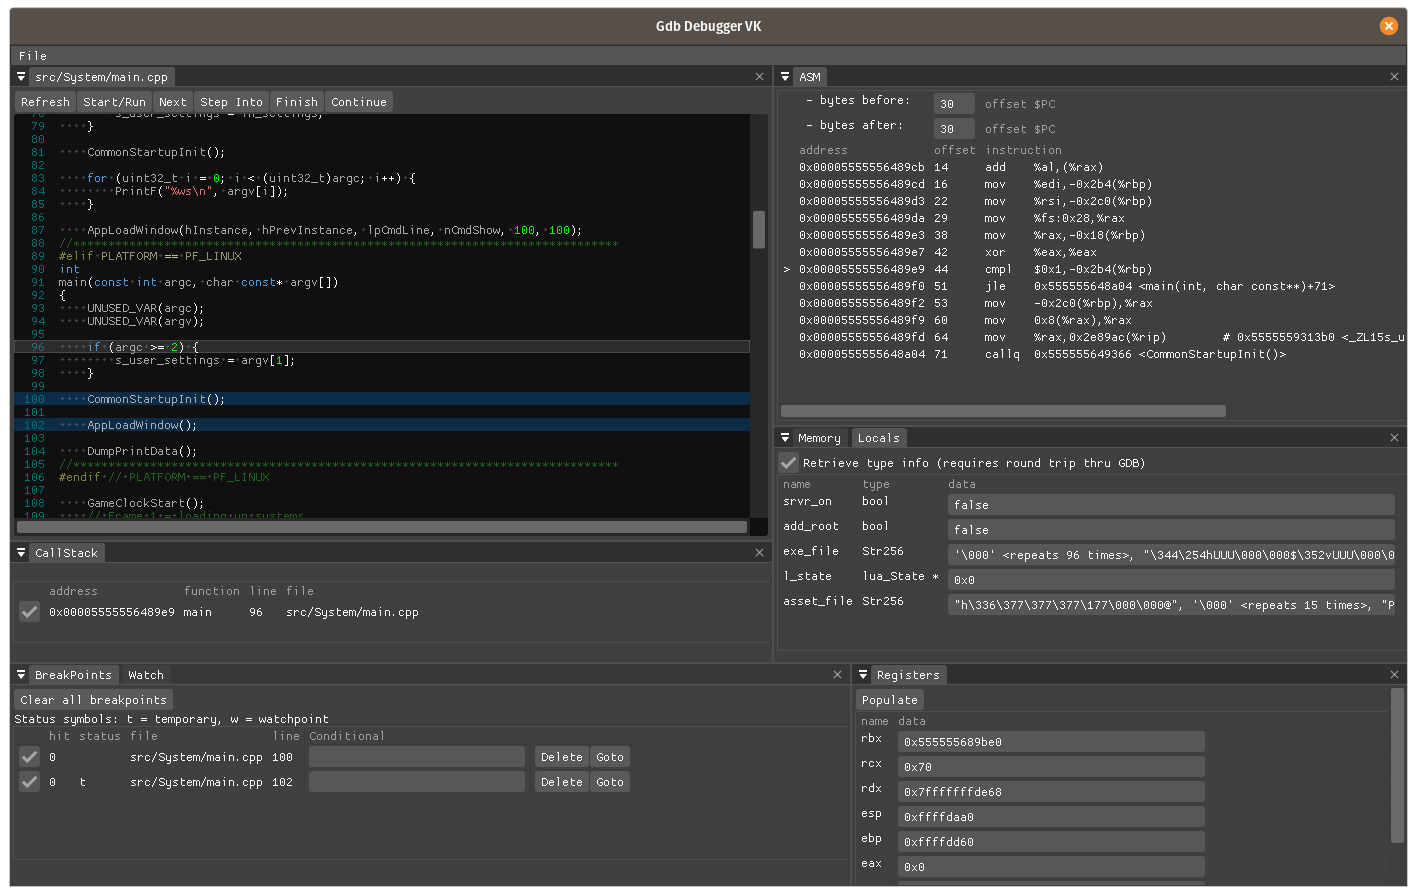 Gdb Debugger VK
File
src/System/main.cpp
Refresh Start/Run Next Step Into Finish Continue
79 ····}
80
81 ····CommonStartupInit();
82
83 ····for·(uint32_t·i·=·0;·i·<·(uint32_t)argc;·i++)·{
84 ········PrintF("%ws\n",·argv[i]);
85 ····}
86
87 ····AppLoadWindow(hInstance,·hPrevInstance,·lpCmdLine,·nCmdShow,·100,·100);
88 //******************************************************************************
89 #elif·PLATFORM·==·PF_LINUX
90 int
91 main(const·int·argc,·char·const*·argv[])
92 {
93 ····UNUSED_VAR(argc);
94 ····UNUSED_VAR(argv);
95
96 ····if·(argc·>=·2)·{
97 ········s_user_settings·=·argv[1];
98 ····}
99
100 ····CommonStartupInit();
101
102 ····AppLoadWindow();
103
104 ····DumpPrintData();
105 //******************************************************************************
106 #endif·//·PLATFORM·==·PF_LINUX
107
108 ····GameClockStart();
109 ····//·Frame·1·=·loading·up·systems
CallStack
address function line file
0x00005555556489e9 main 96 src/System/main.cpp
BreakPoints Watch
Clear all breakpoints
Status symbols: t = temporary, w = watchpoint
hit status file line Conditional
0 src/System/main.cpp 100 Delete Goto
0 t src/System/main.cpp 102 Delete Goto
ASM
- bytes before: 30 offset $PC
- bytes after: 30 offset $PC
address offset instruction
0x00005555556489cb 14 add %al,(%rax)
0x00005555556489cd 16 mov %edi,-0x2b4(%rbp)
0x00005555556489d3 22 mov %rsi,-0x2c0(%rbp)
0x00005555556489da 29 mov %fs:0x28,%rax
0x00005555556489e3 38 mov %rax,-0x18(%rbp)
0x00005555556489e7 42 xor %eax,%eax
> 0x00005555556489e9 44 cmpl $0x1,-0x2b4(%rbp)
0x00005555556489f0 51 jle 0x555555648a04 <main(int, char const**)+71>
0x00005555556489f2 53 mov -0x2c0(%rbp),%rax
0x00005555556489f9 60 mov 0x8(%rax),%rax
0x00005555556489fd 64 mov %rax,0x2e89ac(%rip) # 0x5555559313b0 <_ZL15s_u
0x0000555555648a04 71 callq 0x555555649366 <CommonStartupInit()>
Memory Locals
Retrieve type info (requires round trip thru GDB)
name type data
srvr_on bool false
add_root bool false
exe_file Str256 '\000' <repeats 96 times>, "\344\254hUUU\000\000$\352vUUU\000\0
l_state lua_State * 0x0
asset_file Str256 "h\336\377\377\377\177\000\000@", '\000' <repeats 15 times>, "P
Registers
Populate
name data
rbx 0x555555689be0
rcx 0x70
rdx 0x7fffffffde68
esp 0xffffdaa0
ebp 0xffffdd60
eax 0x0